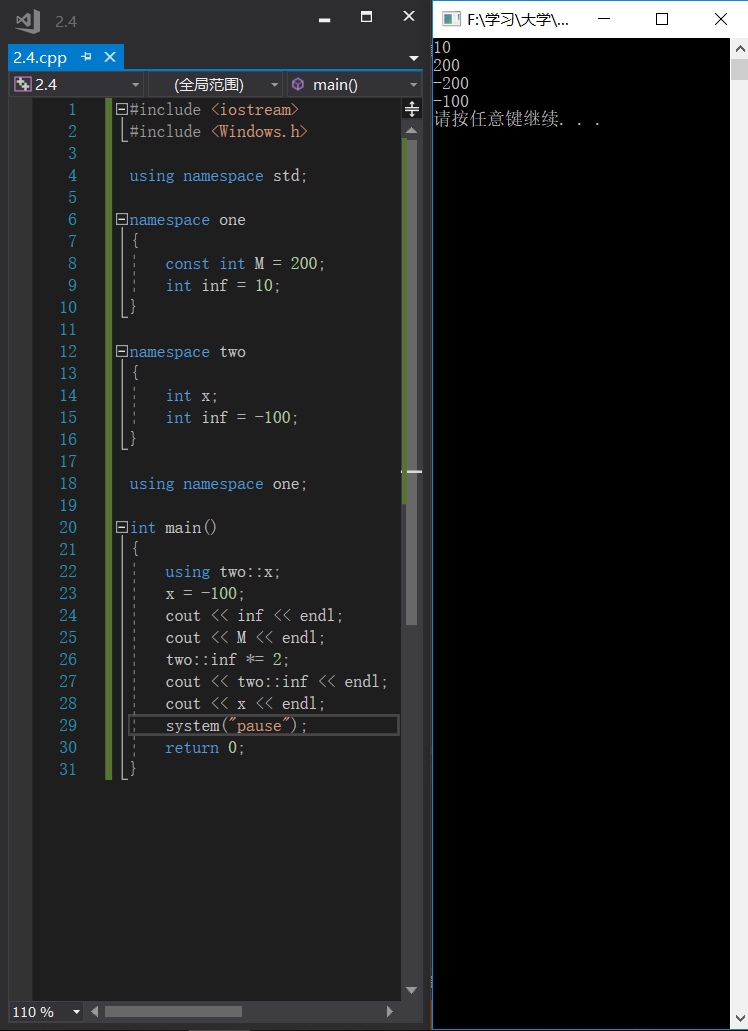 2.4
2.4.cpp
2.4 (全局范围) main()
1 #include <iostream>
2 #include <Windows.h>
3
4 using namespace std;
5
6 namespace one
7 {
8 const int M = 200;
9 int inf = 10;
10 }
11
12 namespace two
13 {
14 int x;
15 int inf = -100;
16 }
17
18 using namespace one;
19
20 int main()
21 {
22 using two::x;
23 x = -100;
24 cout << inf << endl;
25 cout << M << endl;
26 two::inf *= 2;
27 cout << two::inf << endl;
28 cout << x << endl;
29 system("pause");
30 return 0;
31 }
110 %
F:\学习\大学\...
10
200
-200
-100
请按任意键继续. . .